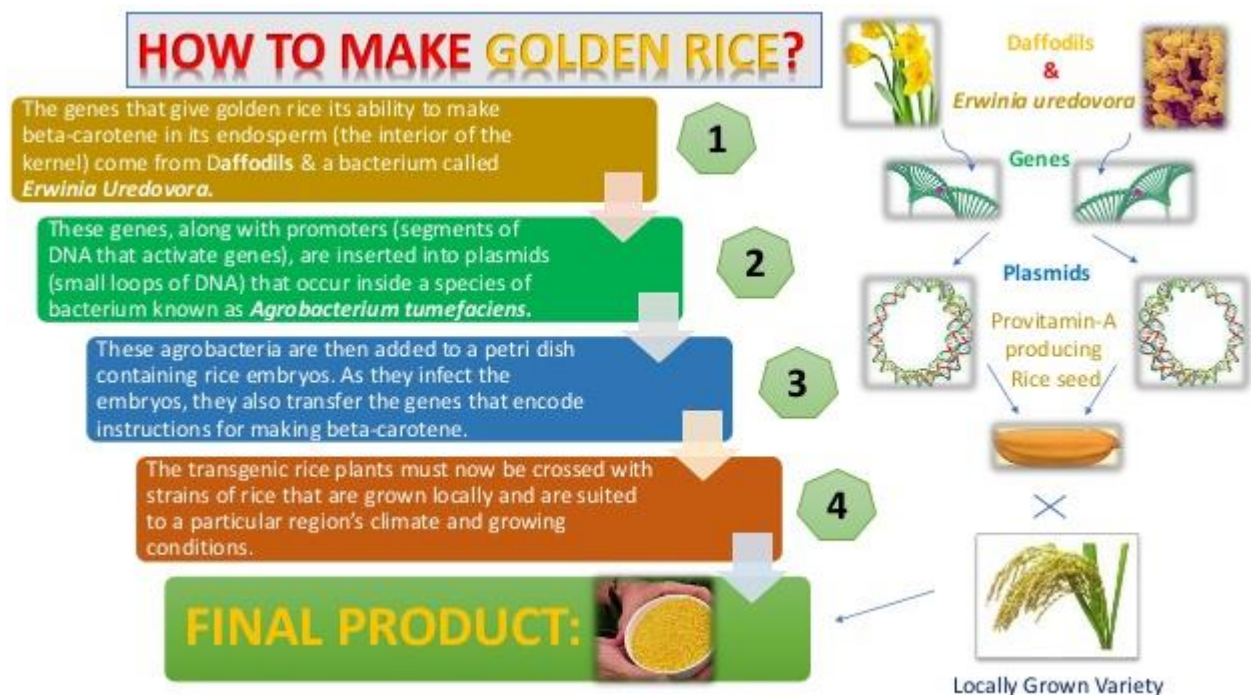 HOW TO MAKE GOLDEN RICE?
The genes that give golden rice its ability to make
beta-carotene in its endosperm (the interior of the
kernel) come from Daffodils & a bacterium called
Erwinia Uredovora.
1
These genes, along with promoters (segments of
DNA that activate genes), are inserted into plasmids
(small loops of DNA) that occur inside a species of
bacterium known as Agrobacterium tumefaciens.
2
These agrobacteria are then added to a petri dish
containing rice embryos. As they infect the
embryos, they also transfer the genes that encode
instructions for making beta-carotene.
3
The transgenic rice plants must now be crossed with
strains of rice that are grown locally and are suited
to a particular region's climate and growing
conditions.
4
FINAL PRODUCT:
Daffodils
&
Erwinia uredovora
Genes
Plasmids
Provitamin-A
producing
Rice seed
Locally Grown Variety